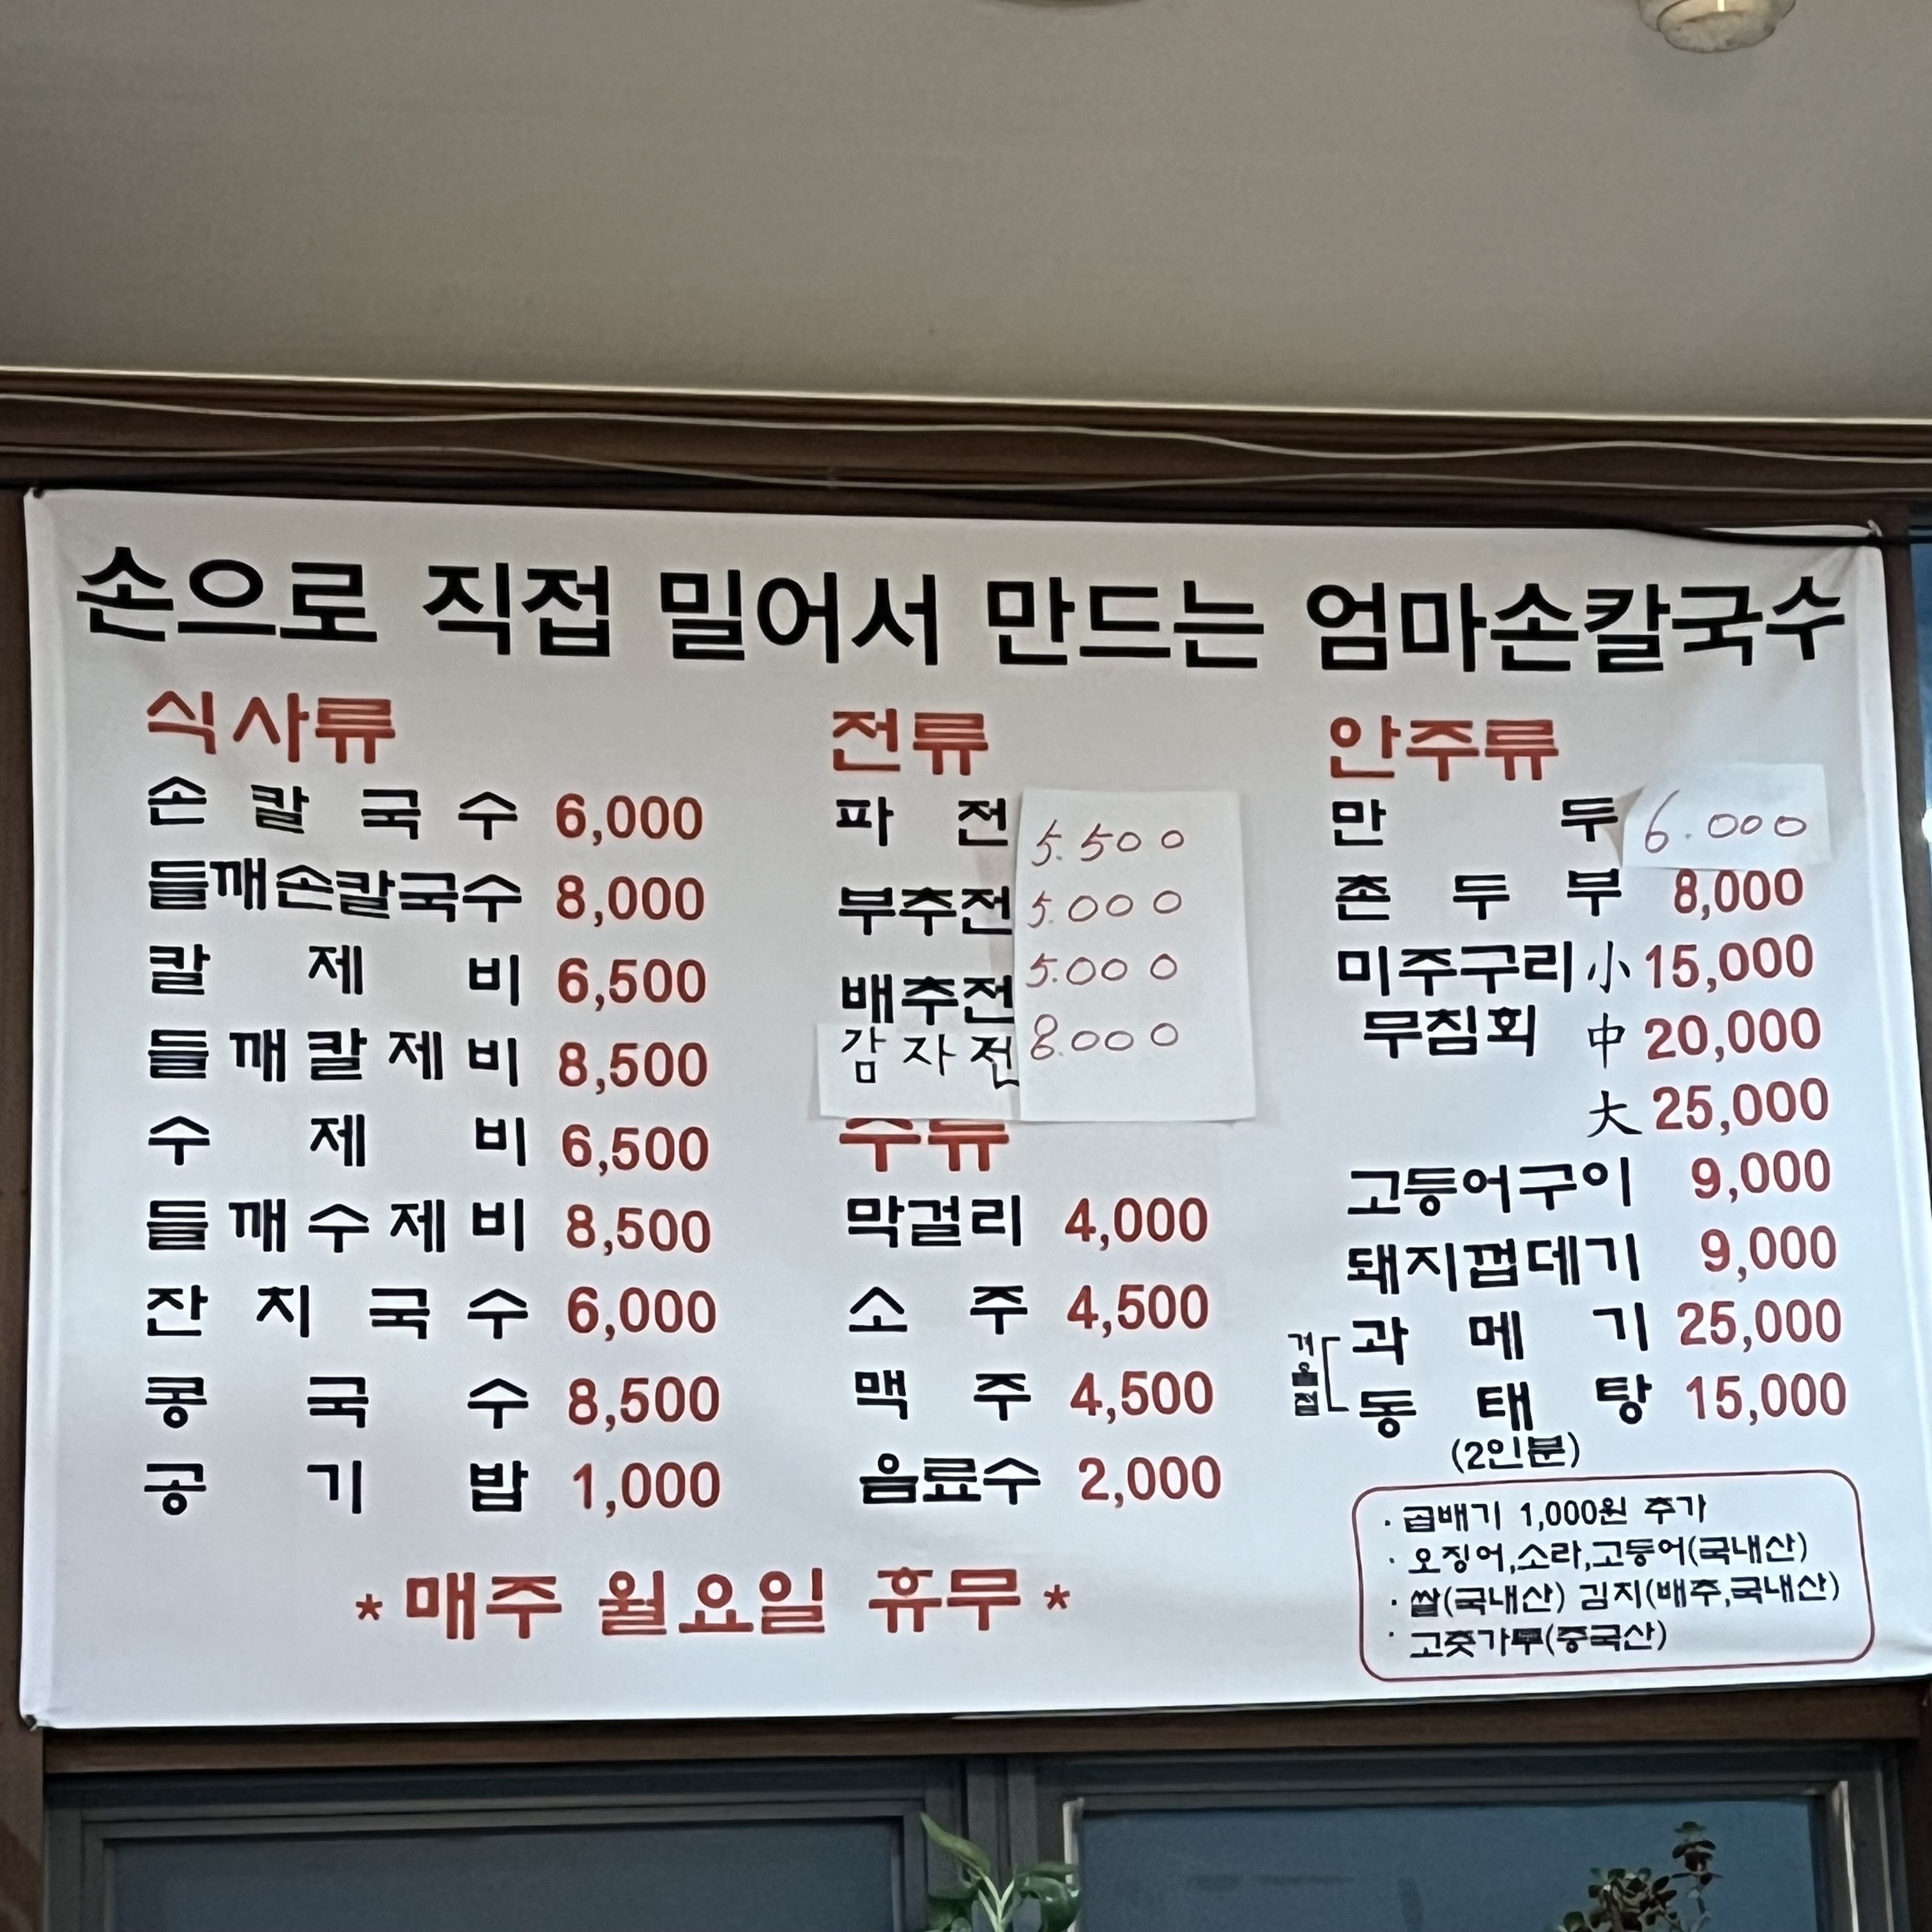 손으로 직접 밀어서 만드는 엄마손칼국수
식사류
손칼국수 6,000
들깨손칼국수 8,000
칼제비 6,500
들깨칼제비 8,500
수제비 6,500
들깨수제비 8,500
잔치국수 6,000
콩국수 8,500
공기밥 1,000
전류
파전 5.500
부추전 5.000
배추전 5.000
감자전 8.000
주류
막걸리 4,000
소주 4,500
맥주 4,500
음료수 2,000
안주류
만두 6.000
촌두부 8,000
미주구리 小 15,000
무침회 中 20,000
大 25,000
고등어구이 9,000
돼지껍데기 9,000
겨울철
과메기 25,000
동태탕 15,000
(2인분)
· 곱배기 1,000원 추가
· 오징어,소라,고등어(국내산)
· 쌀(국내산) 김치(배추,국내산)
· 고춧가루(중국산)
* 매주 월요일 휴무 *